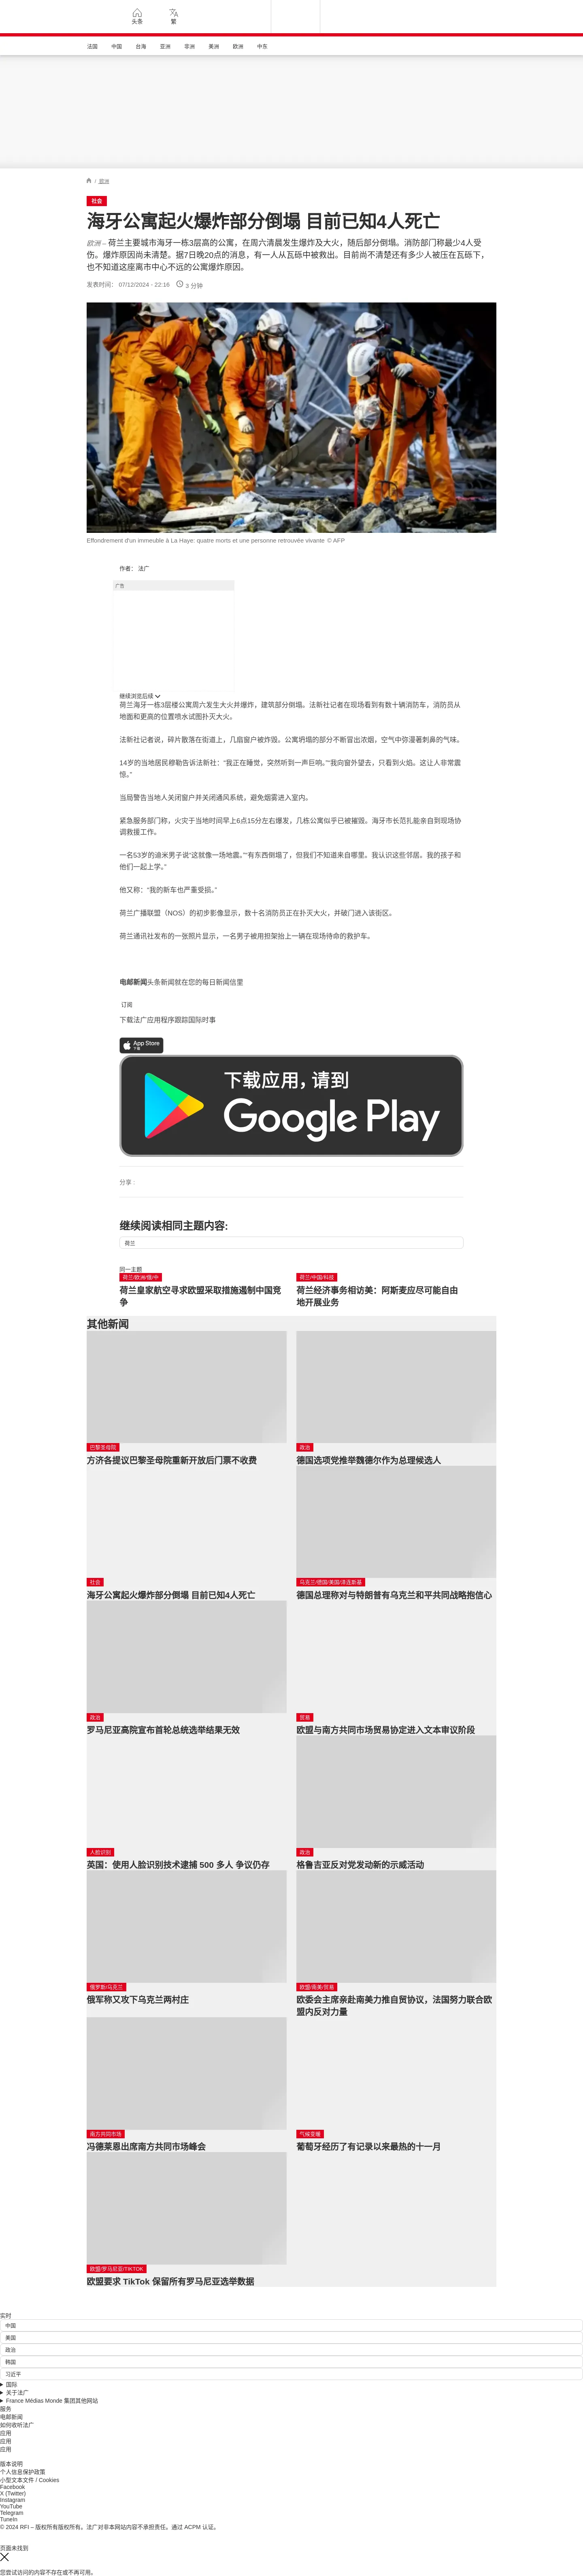 头条
繁
法国 中国 台海 亚洲 非洲 美洲 欧洲 中东
/ 欧洲
社会
海牙公寓起火爆炸部分倒塌 目前已知4人死亡
欧洲 – 荷兰主要城市海牙一栋3层高的公寓，在周六清晨发生爆炸及大火，随后部分倒塌。消防部门称最少4人受
伤。爆炸原因尚未清楚。据7日晚20点的消息，有一人从瓦砾中被救出。目前尚不清楚还有多少人被压在瓦砾下，
也不知道这座离市中心不远的公寓爆炸原因。
发表时间： 07/12/2024 - 22:16 3 分钟
Effondrement d'un immeuble à La Haye: quatre morts et une personne retrouvée vivante © AFP
作者： 法广
广告
继续浏览后续
荷兰海牙一栋3层楼公寓周六发生大火并爆炸，建筑部分倒塌。法新社记者在现场看到有数十辆消防车，消防员从
地面和更高的位置喷水试图扑灭大火。
法新社记者说，碎片散落在街道上，几扇窗户被炸毁。公寓坍塌的部分不断冒出浓烟，空气中弥漫著刺鼻的气味。
14岁的当地居民穆勒告诉法新社：“我正在睡觉，突然听到一声巨响。”“我向窗外望去，只看到火焰。这让人非常震
惊。”
当局警告当地人关闭窗户并关闭通风系统，避免烟雾进入室内。
紧急服务部门称，火灾于当地时间早上6点15分左右爆发，几栋公寓似乎已被摧毁。海牙市长范扎能亲自到现场协
调救援工作。
一名53岁的迪米男子说“这就像一场地震。”“有东西倒塌了，但我们不知道来自哪里。我认识这些邻居。我的孩子和
他们一起上学。”
他又称：“我的新车也严重受损。”
荷兰广播联盟（NOS）的初步影像显示，数十名消防员正在扑灭大火，并破门进入该街区。
荷兰通讯社发布的一张照片显示，一名男子被用担架抬上一辆在现场待命的救护车。
电邮新闻头条新闻就在您的每日新闻信里
订阅
下载法广应用程序跟踪国际时事
App Store
下载
下载应用，请到
Google Play
分享 :
继续阅读相同主题内容:
荷兰
同一主题
荷兰/欧洲/俄/中
荷兰皇家航空寻求欧盟采取措施遏制中国竞
争
荷兰/中国/科技
荷兰经济事务相访美：阿斯麦应尽可能自由
地开展业务
其他新闻
巴黎圣母院
方济各提议巴黎圣母院重新开放后门票不收费
政治
德国选项党推举魏德尔作为总理候选人
社会
海牙公寓起火爆炸部分倒塌 目前已知4人死亡
乌克兰/德国/美国/泽连斯基
德国总理称对与特朗普有乌克兰和平共同战略抱信心
政治
罗马尼亚高院宣布首轮总统选举结果无效
贸易
欧盟与南方共同市场贸易协定进入文本审议阶段
人脸识别
英国：使用人脸识别技术逮捕 500 多人 争议仍存
政治
格鲁吉亚反对党发动新的示威活动
俄罗斯/乌克兰
俄军称又攻下乌克兰两村庄
欧盟/南美/贸易
欧委会主席亲赴南美力推自贸协议，法国努力联合欧
盟内反对力量
南方共同市场
冯德莱恩出席南方共同市场峰会
气候变暖
葡萄牙经历了有记录以来最热的十一月
欧盟/罗马尼亚/TIKTOK
欧盟要求 TikTok 保留所有罗马尼亚选举数据
实时
中国
美国
政治
韩国
习近平
国际
关于法广
France Médias Monde 集团其他网站
服务
电邮新闻
如何收听法广
应用
应用
应用
版本说明
个人信息保护政策
小型文本文件 / Cookies
Facebook
X (Twitter)
Instagram
YouTube
Telegram
TuneIn
© 2024 RFI – 版权所有版权所有。法广对非本网站内容不承担责任。通过 ACPM 认证。
页面未找到
您尝试访问的内容不存在或不再可用。